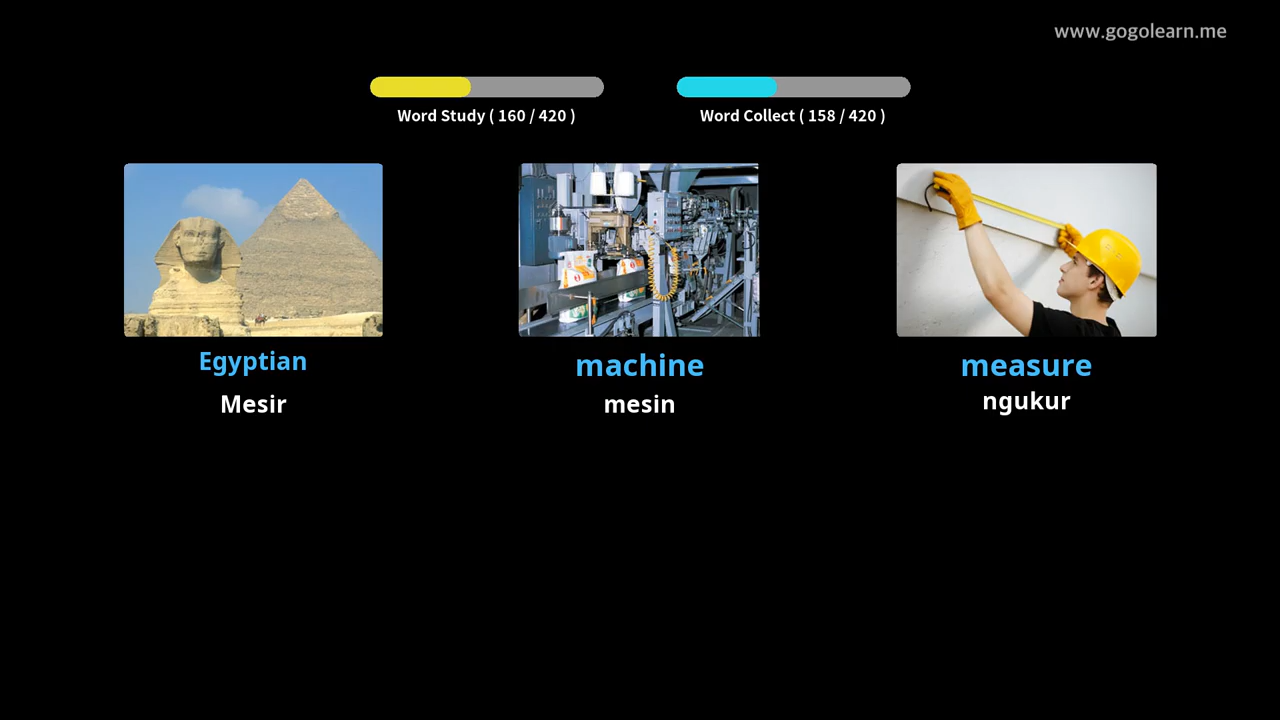 www.gogolearn.me
Word Study ( 160 / 420 )
Word Collect ( 158 / 420 )
Egyptian
Mesir
machine
mesin
measure
ngukur